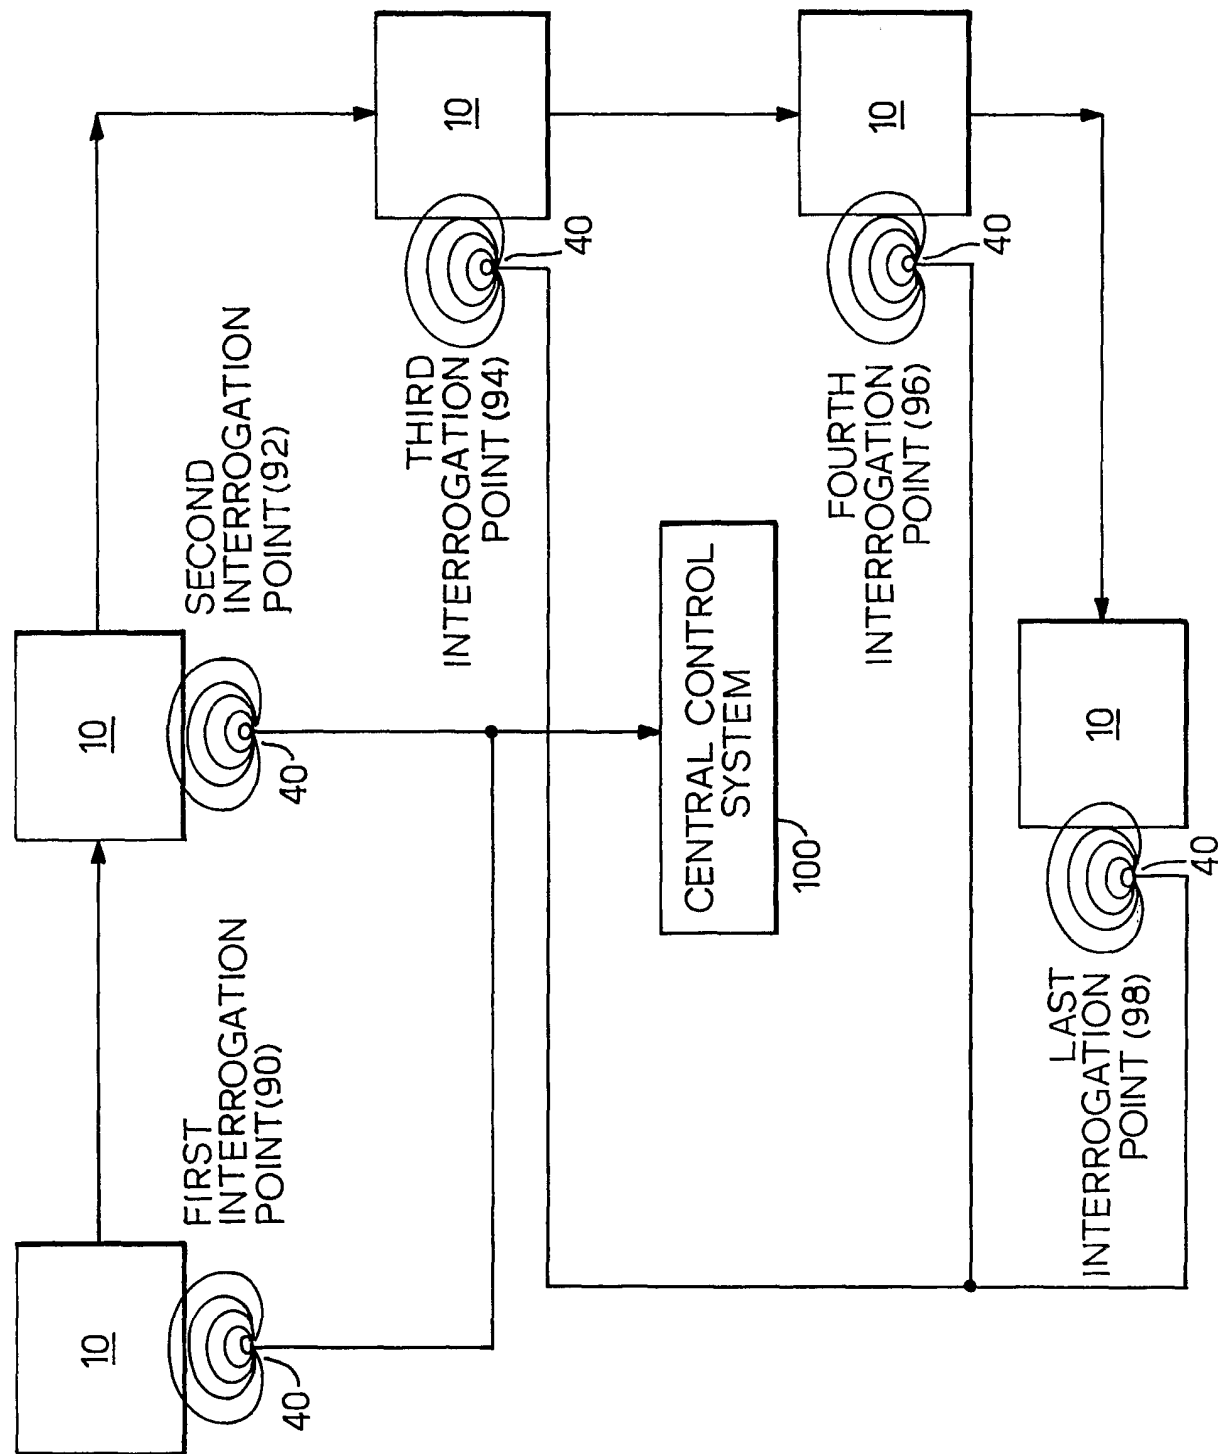 10
40
FIRST
INTERROGATION
POINT(90)
10
40
SECOND
INTERROGATION
POINT(92)
10
40
THIRD
INTERROGATION
POINT(94)
10
40
FOURTH
INTERROGATION
POINT(96)
CENTRAL CONTROL
SYSTEM
100
10
40
LAST
INTERROGATION
POINT (98)